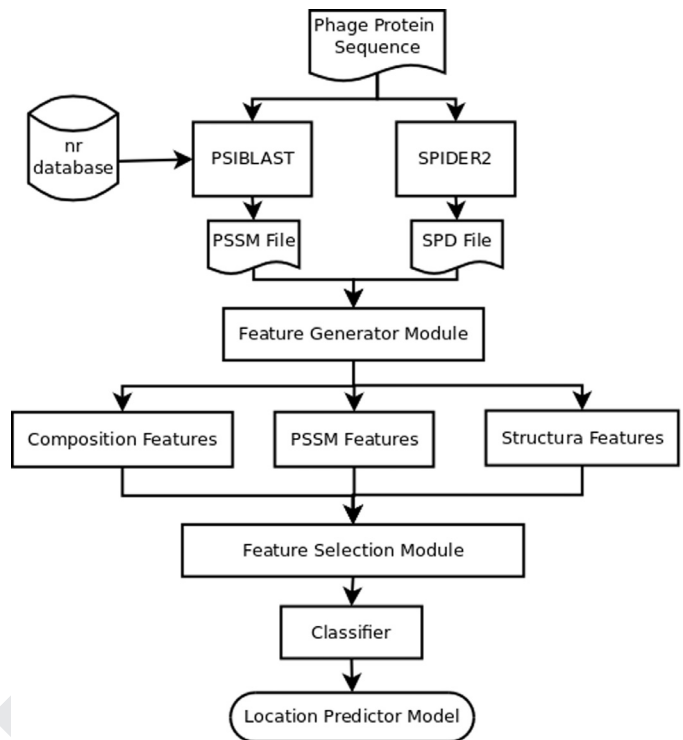 Phage Protein
Sequence
nr
database
PSIBLAST
SPIDER2
PSSM File
SPD File
Feature Generator Module
Composition Features
PSSM Features
Structura Features
Feature Selection Module
Classifier
Location Predictor Model